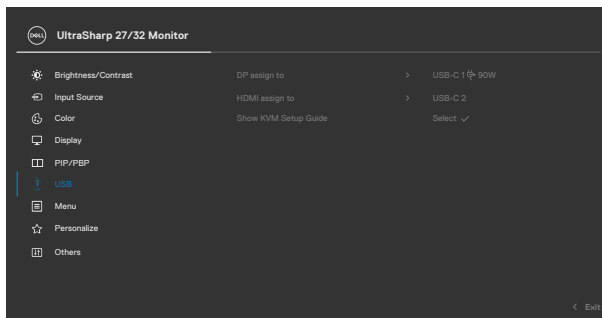 DELL UltraSharp 27/32 Monitor
Brightness/Contrast DP assign to > USB-C 1 90W
Input Source HDMI assign to > USB-C 2
Color Show KVM Setup Guide Select ✓
Display
PIP/PBP
USB
Menu
Personalize
Others
< Exit